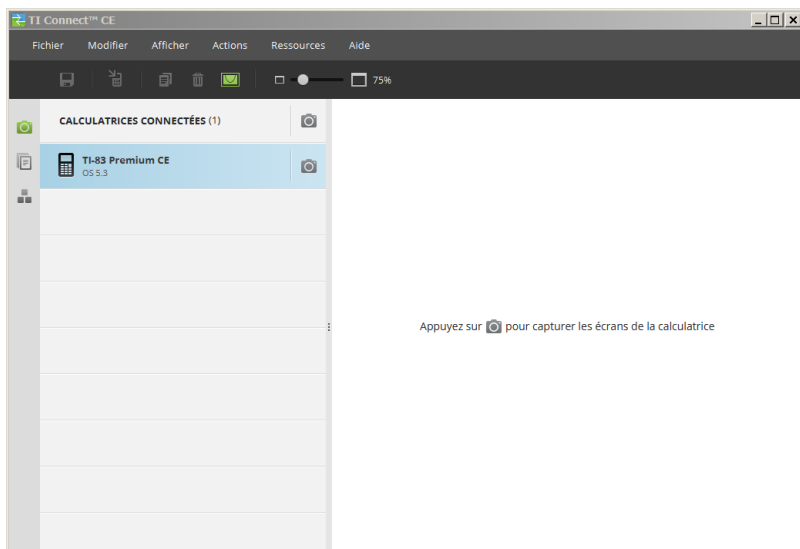 TI Connect™ CE
Fichier Modifier Afficher Actions Ressources Aide
75%
CALCULATRICES CONNECTÉES (1)
TI-83 Premium CE
OS 5.3
Appuyez sur pour capturer les écrans de la calculatrice